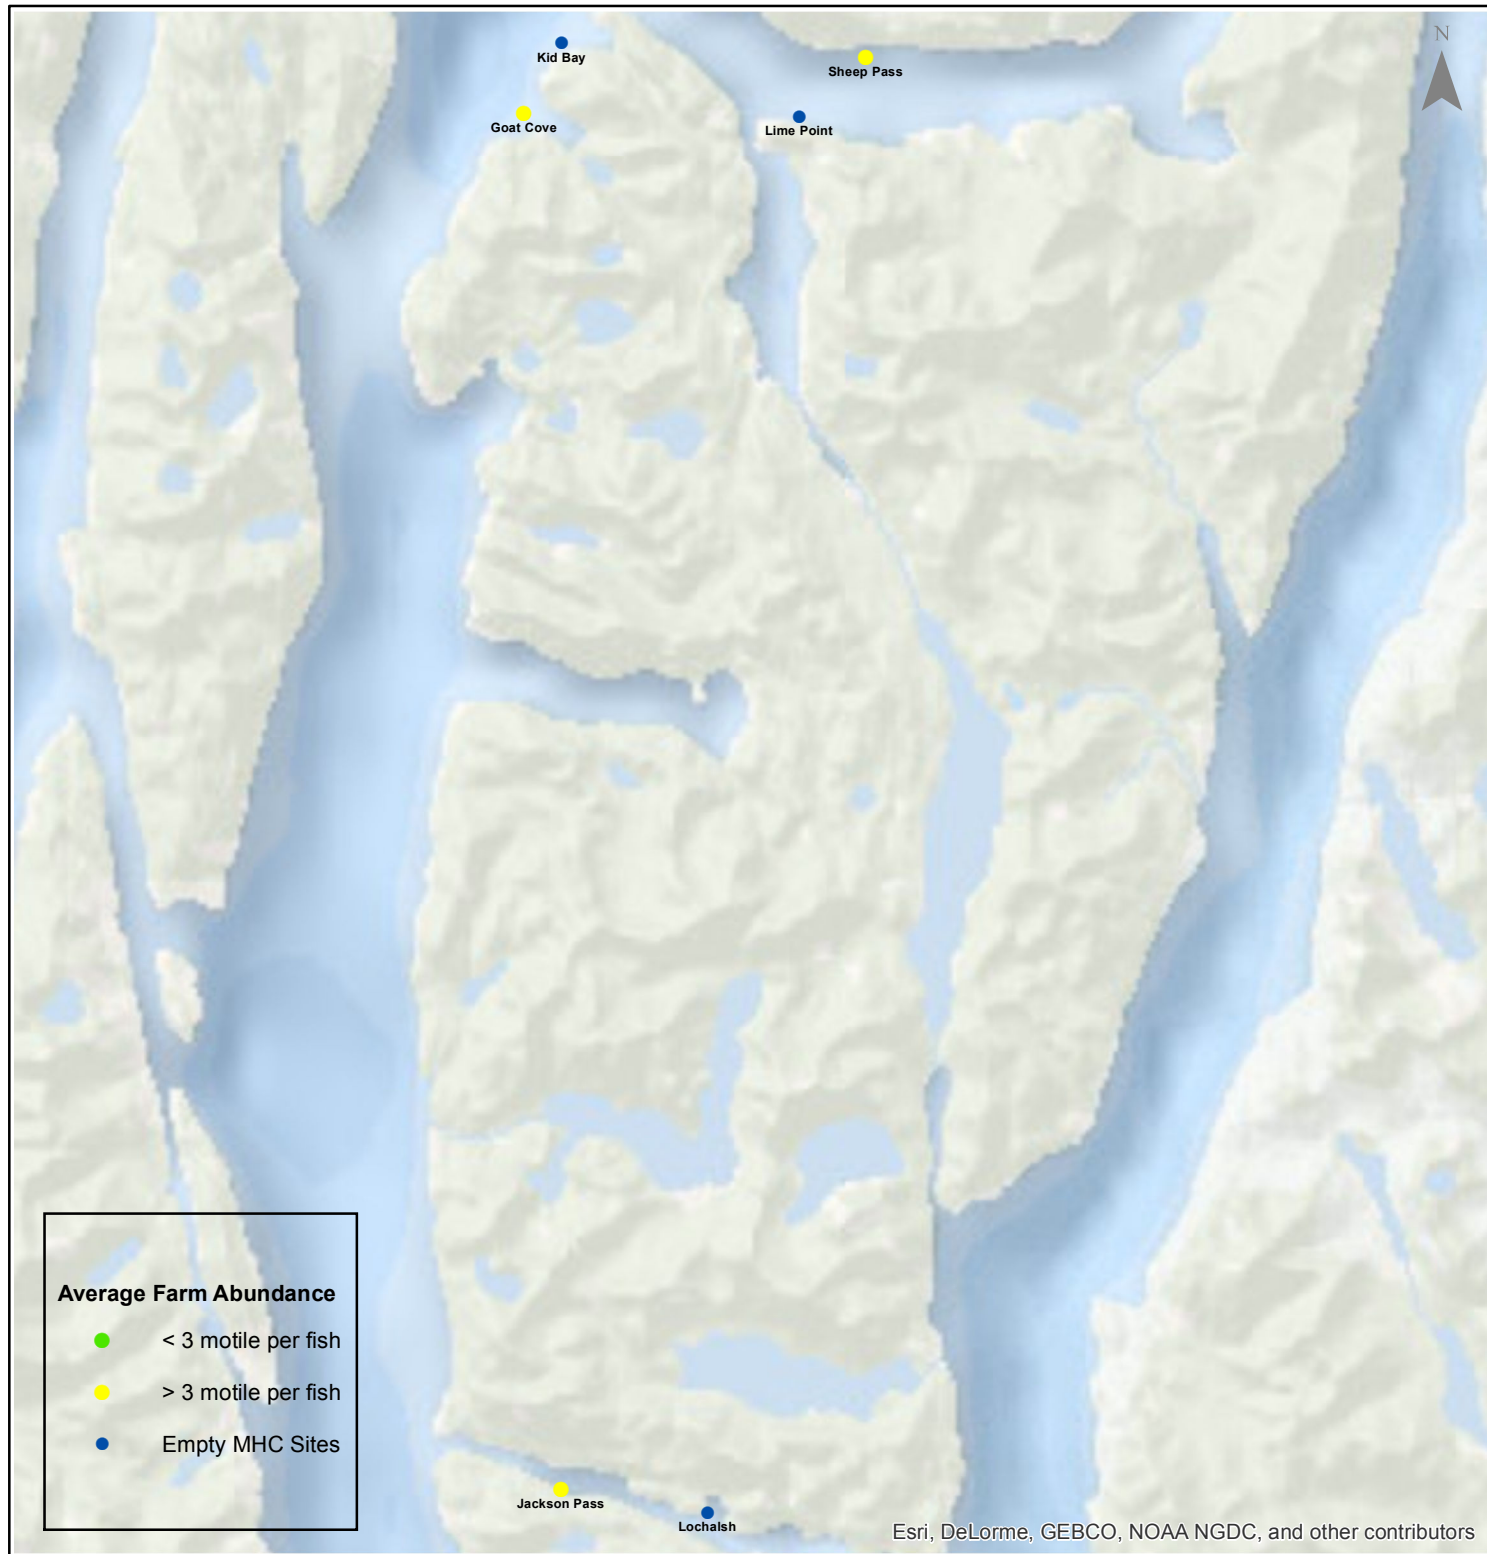 N
Kid Bay
Sheep Pass
Goat Cove
Lime Point
Average Farm Abundance
< 3 motile per fish
> 3 motile per fish
Empty MHC Sites
Jackson Pass
Lochalsh
Esri, DeLorme, GEBCO, NOAA NGDC, and other contributors